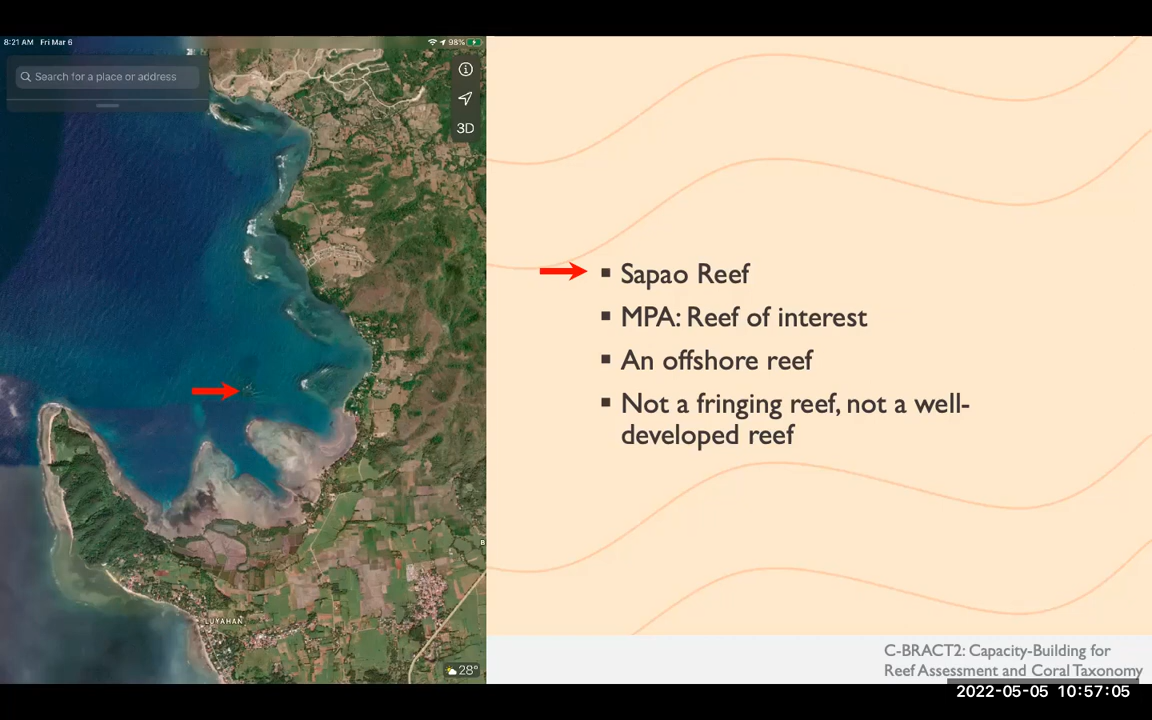 8:21 AM Fri Mar 6
98%
Search for a place or address
3D
LUYAHAN
B
28°
▪ Sapao Reef
▪ MPA: Reef of interest
▪ An offshore reef
▪ Not a fringing reef, not a well-
developed reef
C-BRACT2: Capacity-Building for
Reef Assessment and Coral Taxonomy
2022-05-05 10:57:05